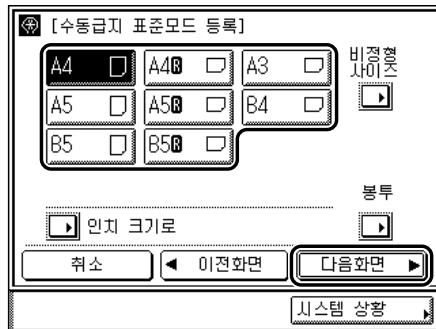 [수동급지 표준모드 등록]
A4 A4R A3
비정형
사이즈
A5 A5R B4
B5 B5R
봉투
인치 크기로
취소 ◀ 이전화면 다음화면 ▶
시스템 상황